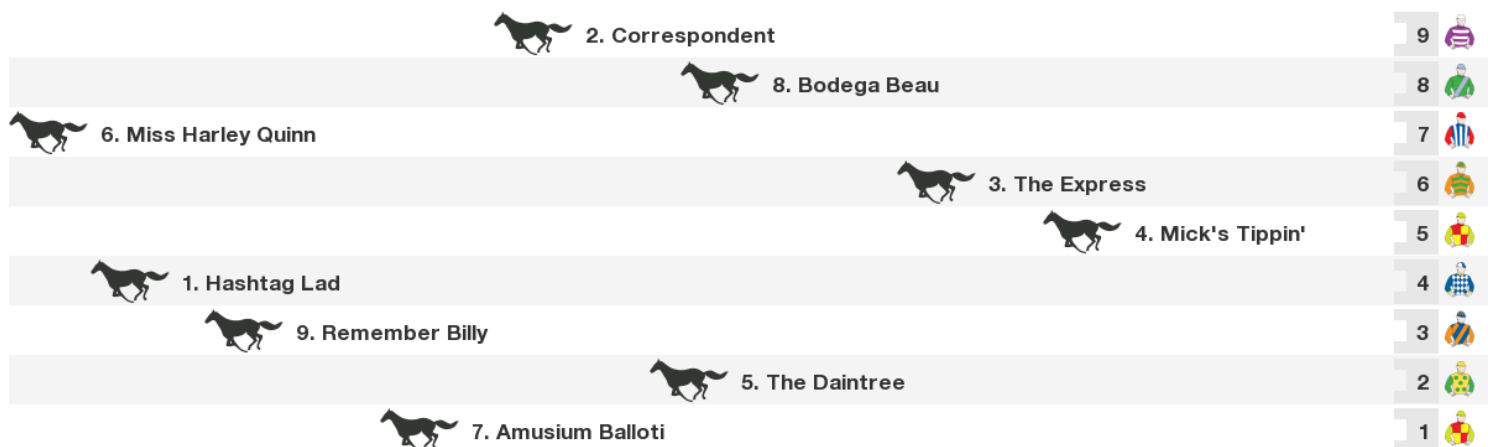 2. Correspondent 9
8. Bodega Beau 8
6. Miss Harley Quinn 7
3. The Express 6
4. Mick's Tippin' 5
1. Hashtag Lad 4
9. Remember Billy 3
5. The Daintree 2
7. Amusium Balloti 1